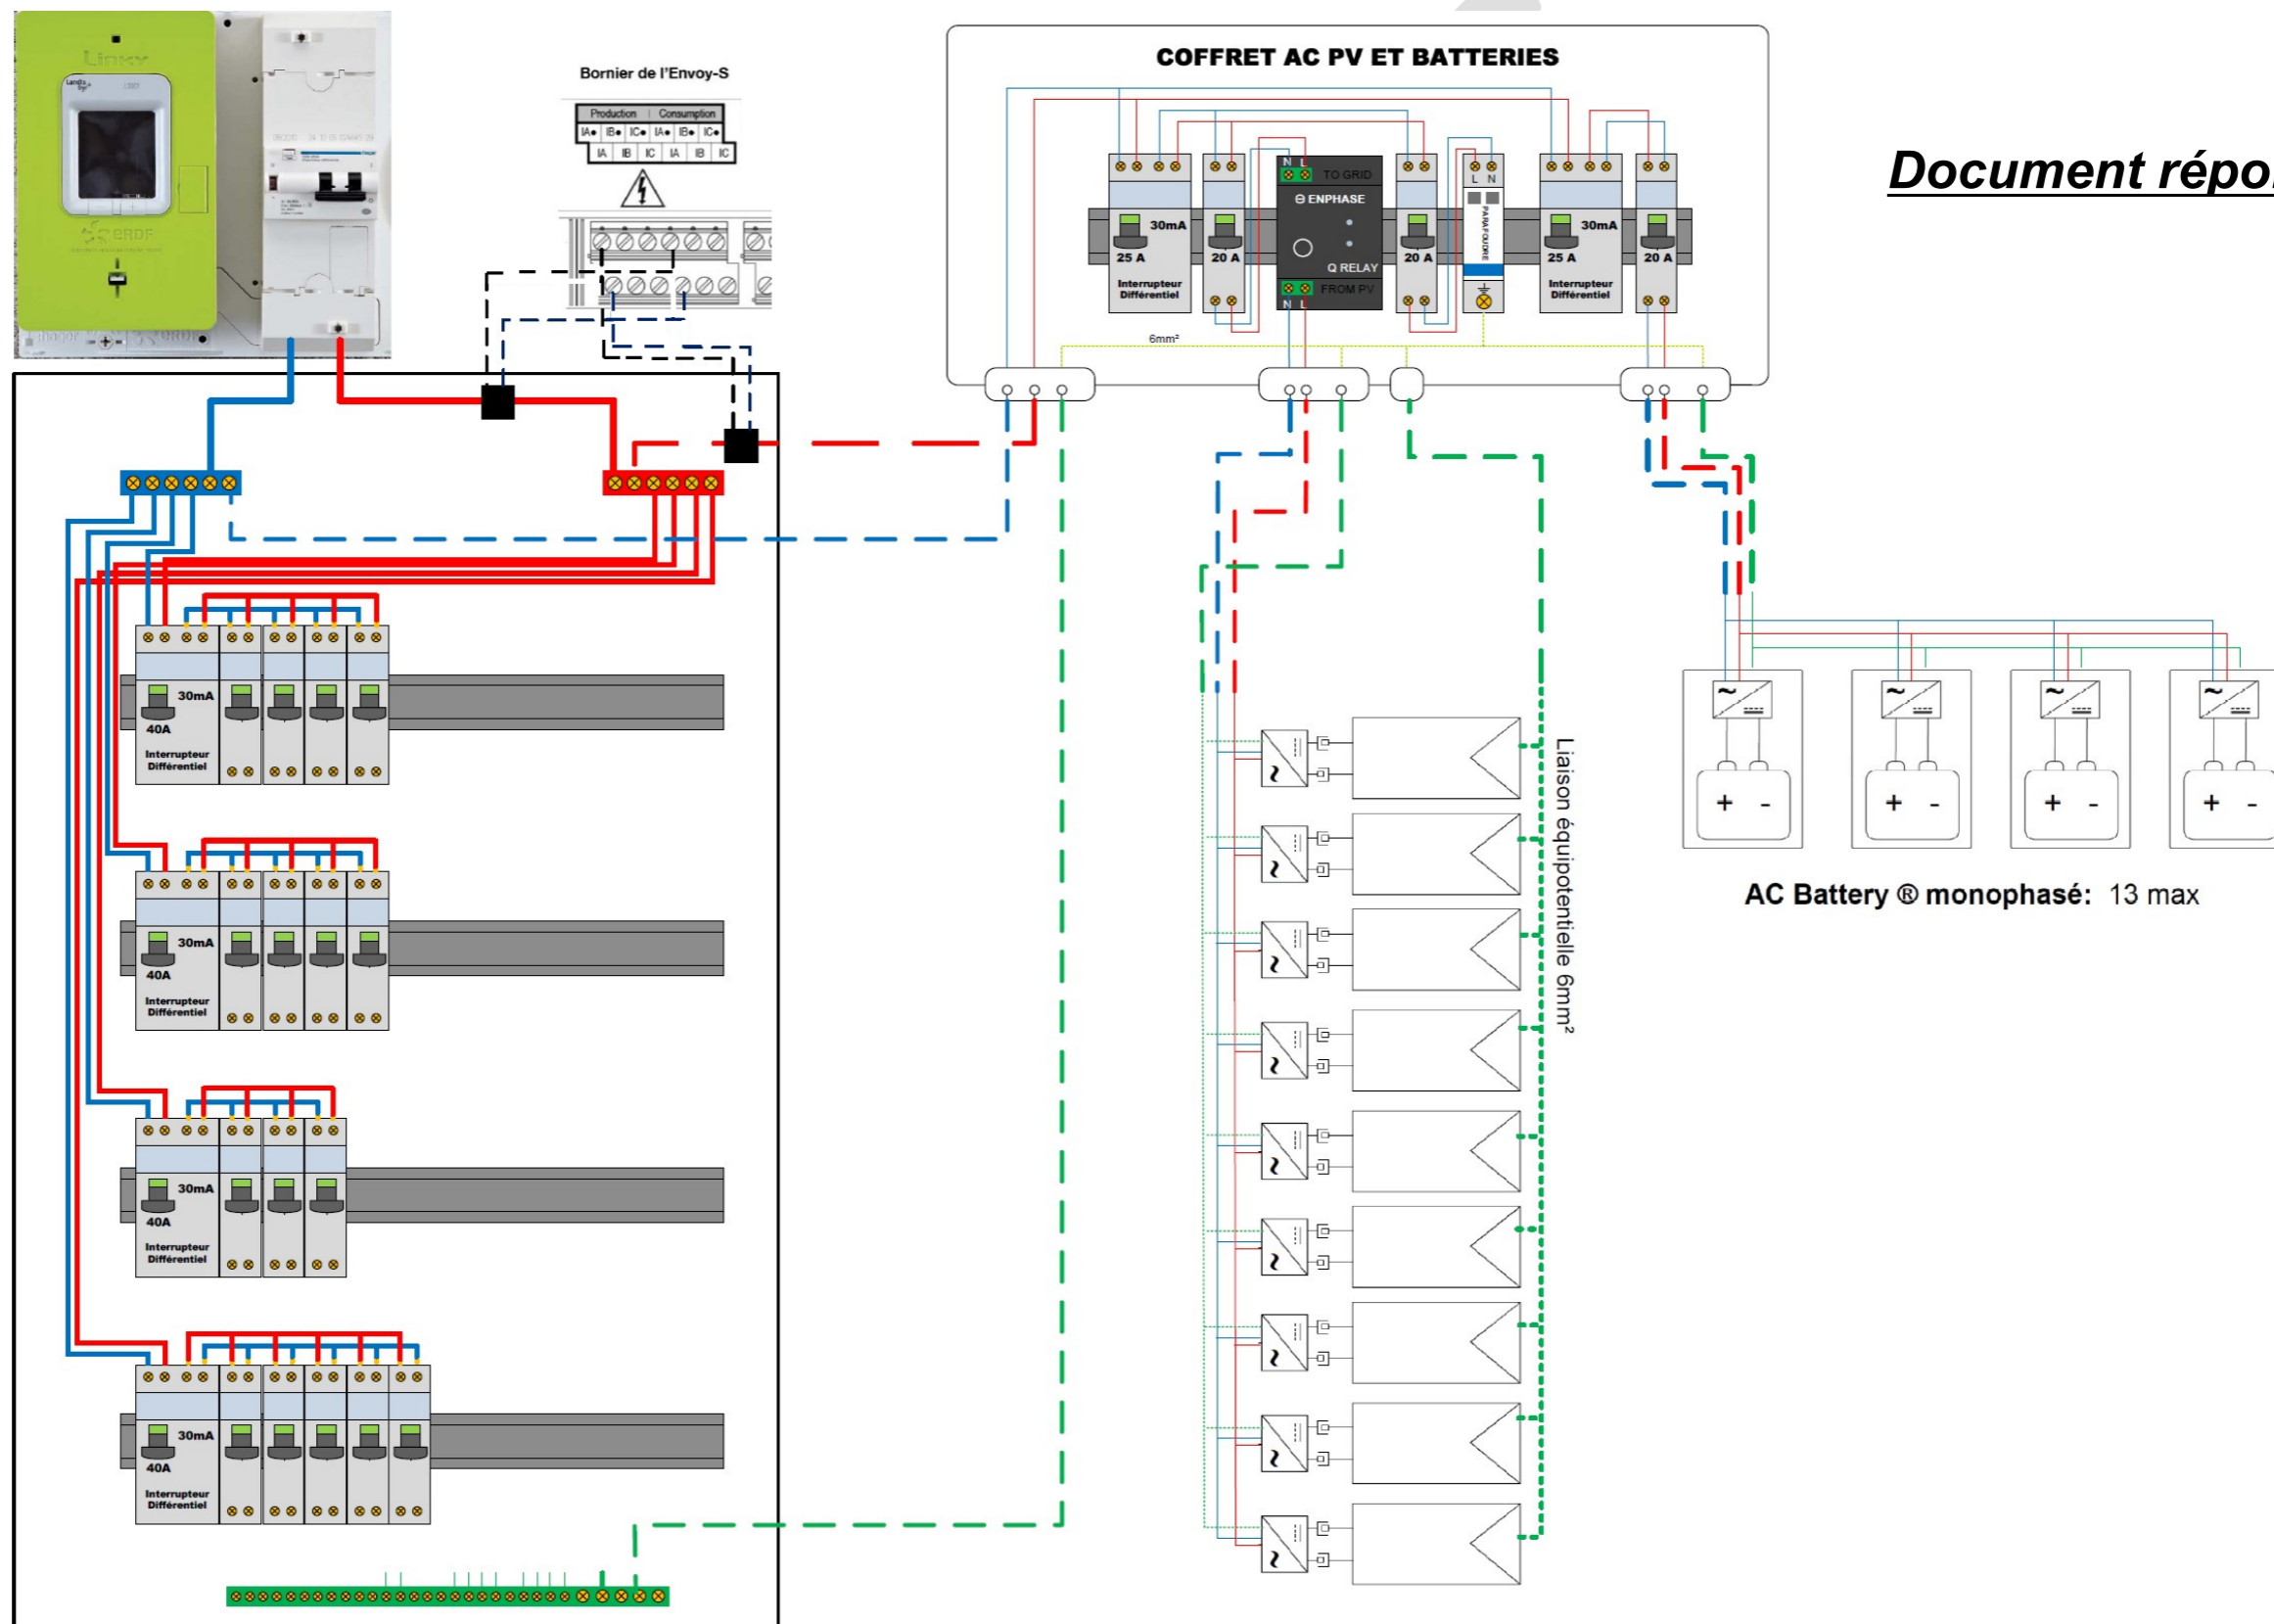 Linky
Landis
Gyr+
ERDF
Bornier de l'Envoy-S
Production Consumption
IA● IB● IC● IA● IB● IC●
IA IB IC IA IB IC
COFFRET AC PV ET BATTERIES
Document répo
N L
TO GRID
ENPHASE
Q RELAY
FROM PV
N L
30mA
25 A
Interrupteur
Différentiel
20 A
20 A
L N
PARAFOUDRE
30mA
25 A
Interrupteur
Différentiel
20 A
6mm²
30mA
40A
Interrupteur
Différentiel
30mA
40A
Interrupteur
Différentiel
30mA
40A
Interrupteur
Différentiel
30mA
40A
Interrupteur
Différentiel
Liaison équipotentielle 6mm²
+ -
+ -
+ -
+ -
AC Battery ® monophasé: 13 max